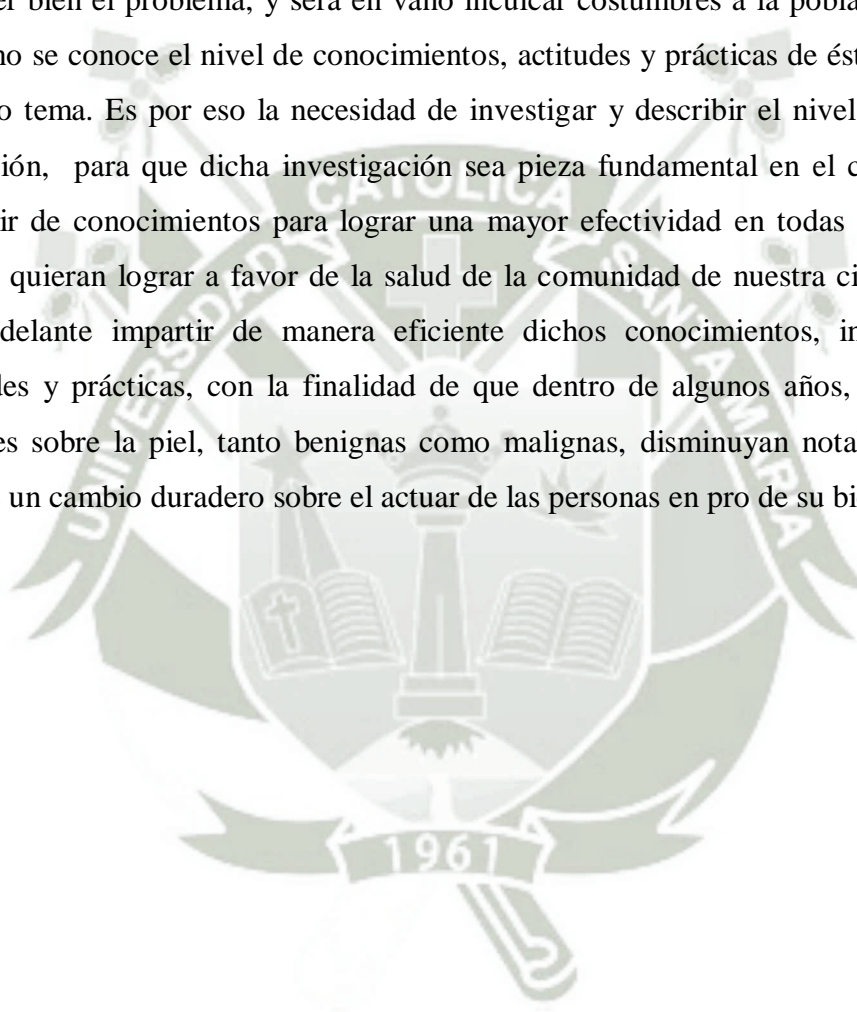 er bien el problema, y será en vano inculcar costumbres a la pobla
no se conoce el nivel de conocimientos, actitudes y prácticas de ést
o tema. Es por eso la necesidad de investigar y describir el nivel
ción, para que dicha investigación sea pieza fundamental en el c
ir de conocimientos para lograr una mayor efectividad en todas
quieran lograr a favor de la salud de la comunidad de nuestra ci
delante impartir de manera eficiente dichos conocimientos, in
les y prácticas, con la finalidad de que dentro de algunos años,
es sobre la piel, tanto benignas como malignas, disminuyan nota
un cambio duradero sobre el actuar de las personas en pro de su bi
UNIVERSIDAD CATOLICA SANTA MARIA
1961